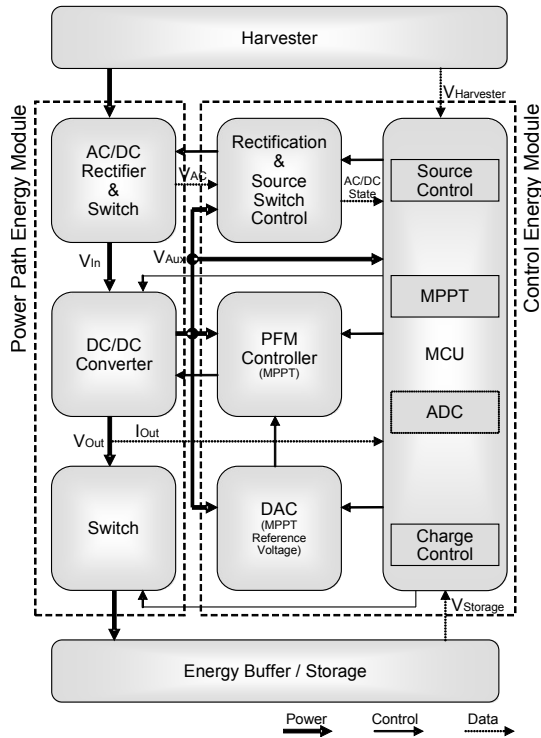 Harvester
VHarvester
Power Path Energy Module
Control Energy Module
AC/DC
Rectifier
&
Switch
VAC
Rectification
&
Source
Switch
Control
AC/DC
State
Source
Control
VIn
VAux
DC/DC
Converter
PFM
Controller
(MPPT)
MPPT
MCU
ADC
VOut
IOut
Switch
DAC
(MPPT
Reference
Voltage)
Charge
Control
VStorage
Energy Buffer / Storage
Power
Control
Data